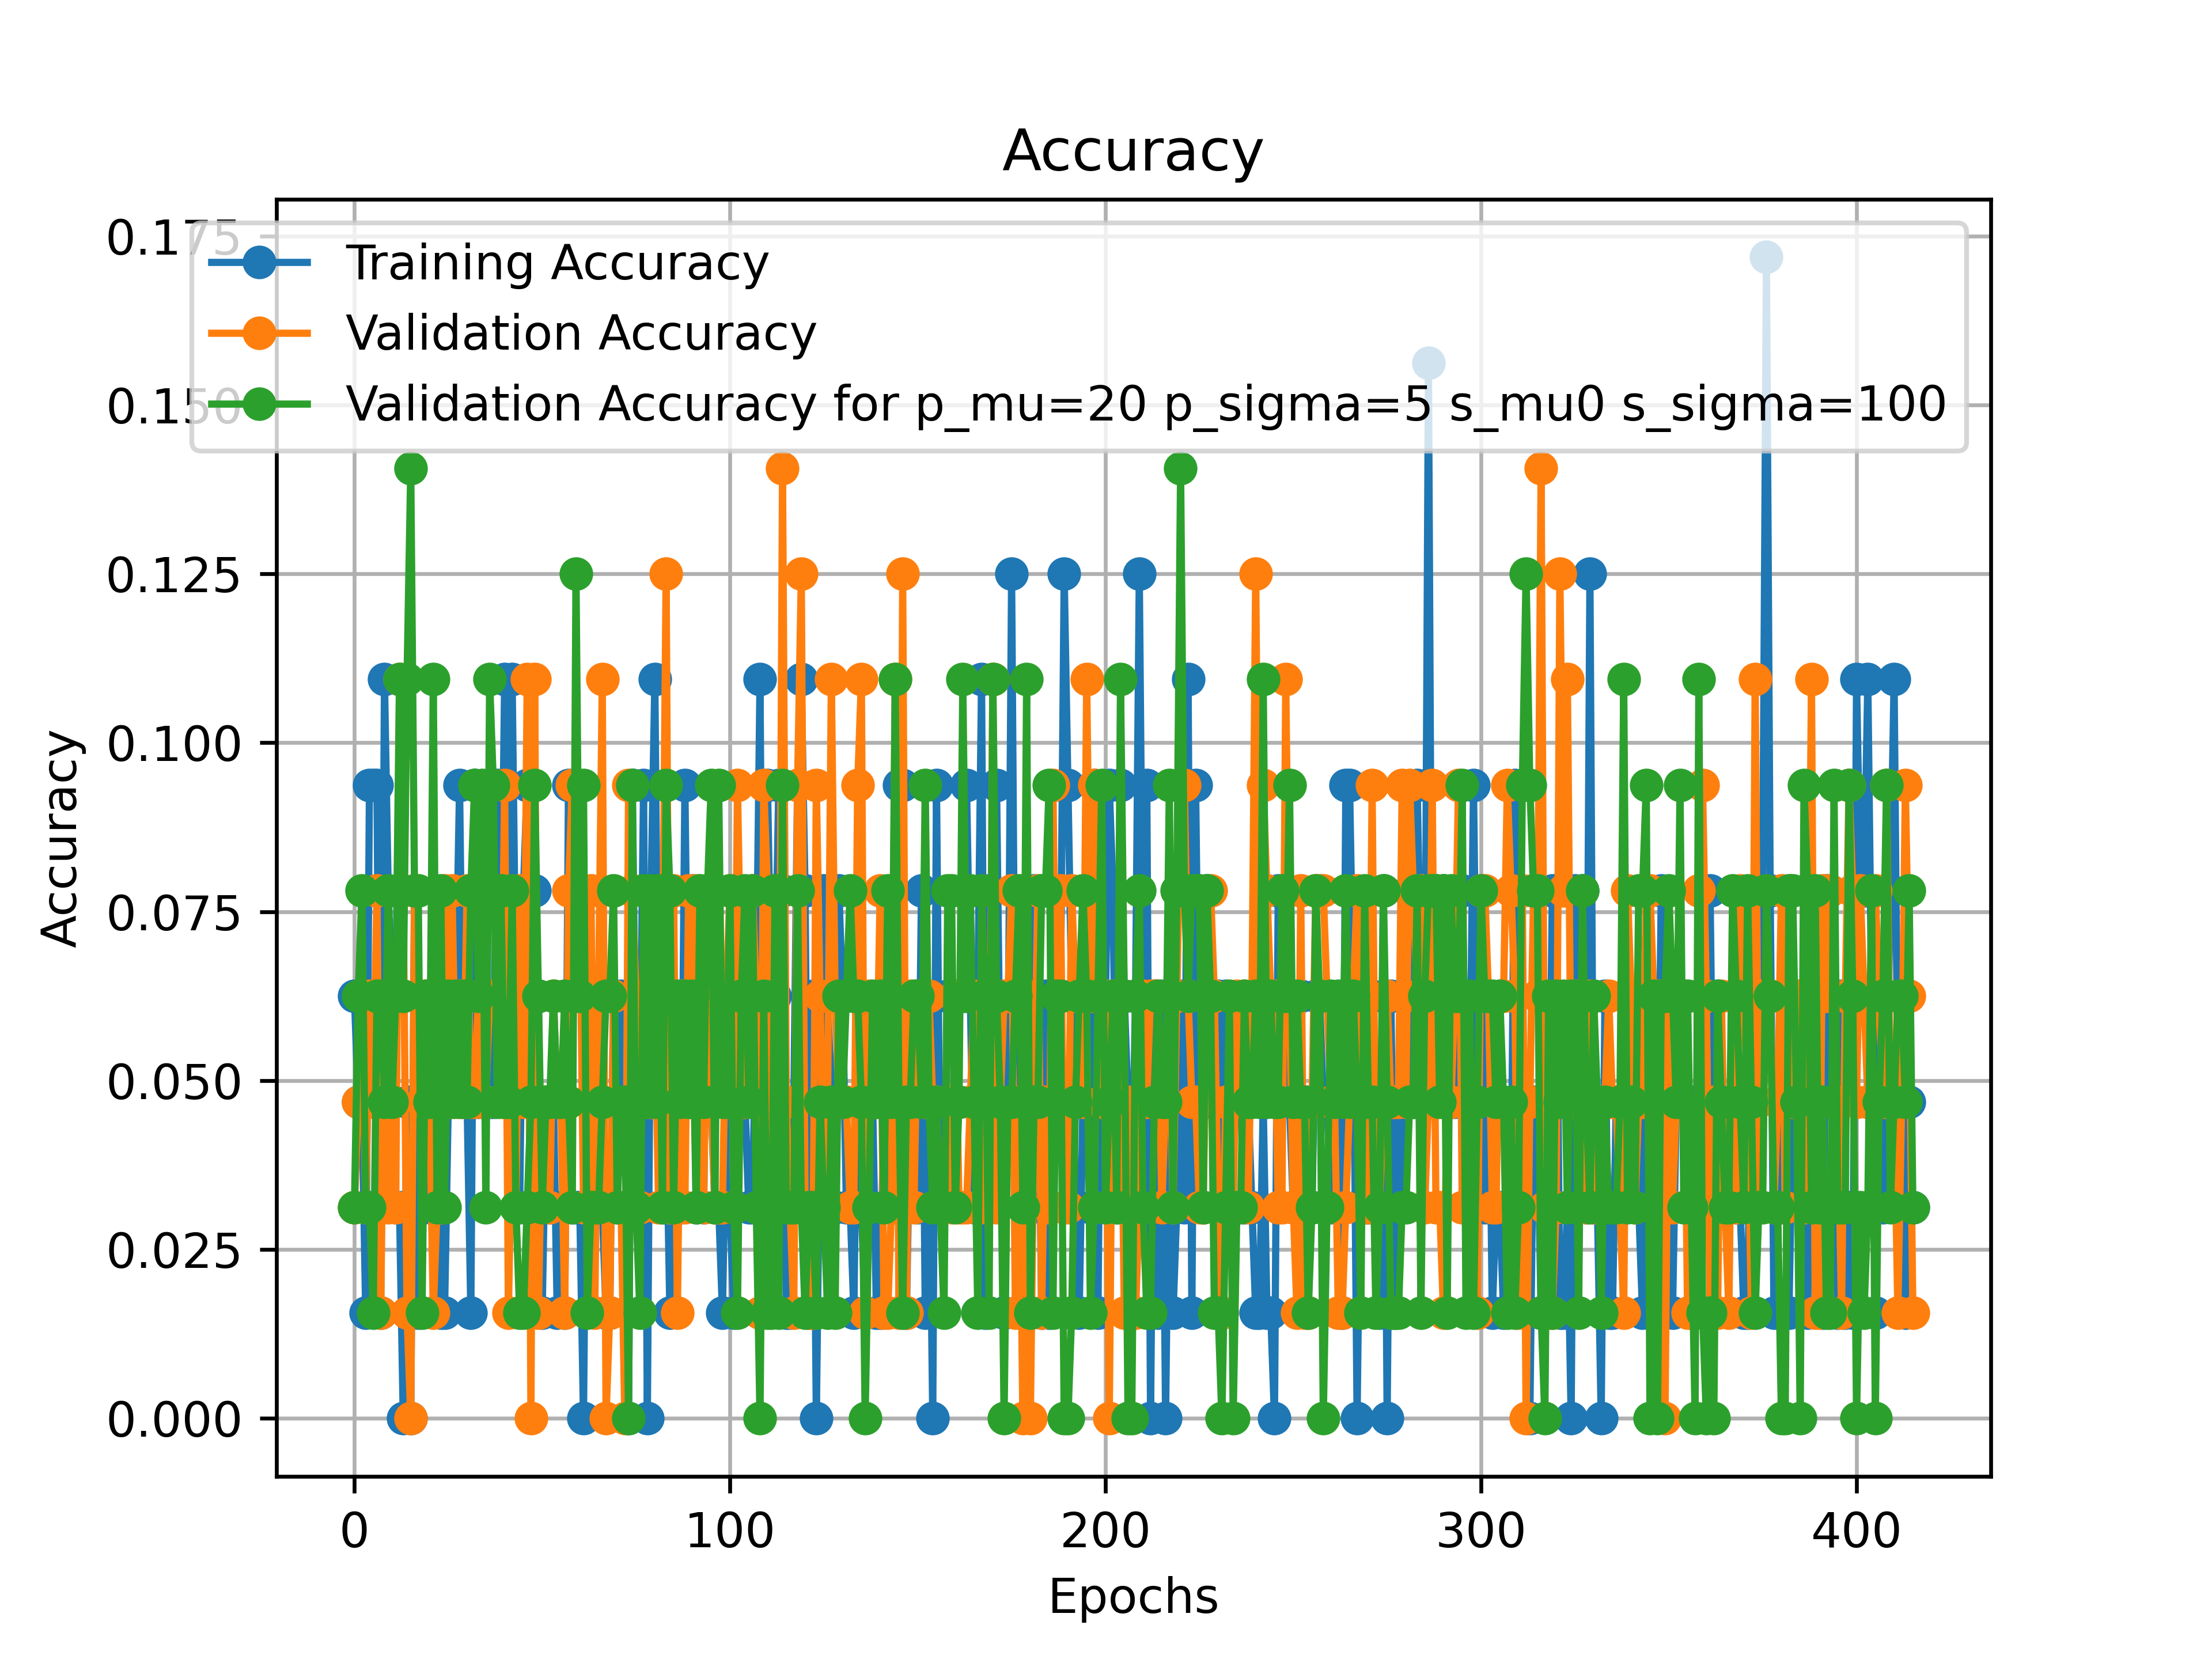 Accuracy
0.175
Training Accuracy
Validation Accuracy
0.150
Validation Accuracy for p_mu=20 p_sigma=5 s_mu0 s_sigma=100
0.125
0.100
0.075
0.050
0.025
0.000
Accuracy
0 100 200 300 400
Epochs